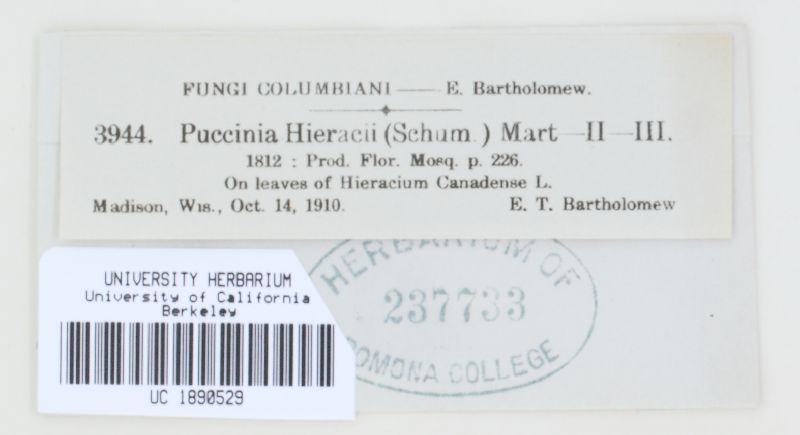 FUNGI COLUMBIANI — E. Bartholomew.
3944. Puccinia Hieracii (Schum.) Mart—II—III.
1812 : Prod. Flor. Mosq. p. 226.
On leaves of Hieracium Canadense L.
Madison, Wis., Oct. 14, 1910. E. T. Bartholomew
HERBARIUM OF
237733
POMONA COLLEGE
UNIVERSITY HERBARIUM
University of California
Berkeley
UC 1890529